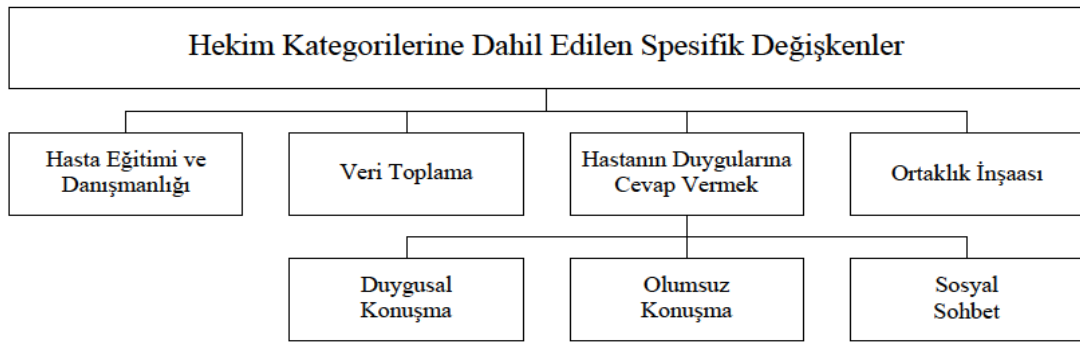 Hekim Kategorilerine Dahil Edilen Spesifik Değişkenler
Hasta Eğitimi ve
Danışmanlığı
Veri Toplama
Hastanın Duygularına
Cevap Vermek
Ortaklık İnşaası
Duygusal
Konuşma
Olumsuz
Konuşma
Sosyal
Sohbet